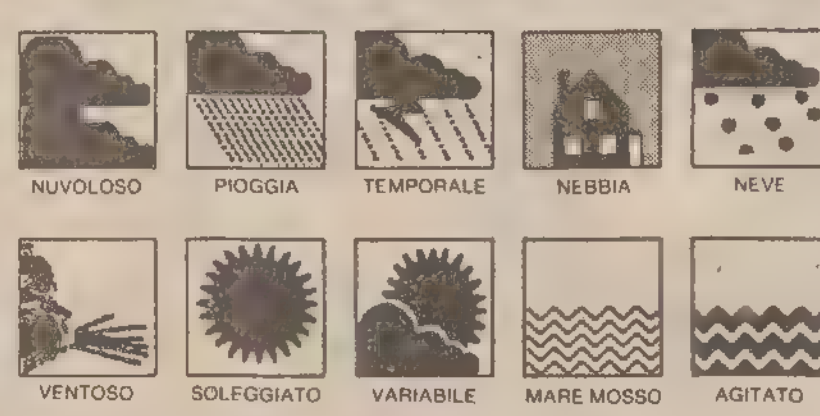 NUVOLOSO PIOGGIA TEMPORALE NEBBIA NEVE
VENTOSO SOLEGGIATO VARIABILE MARE MOSSO AGITATO